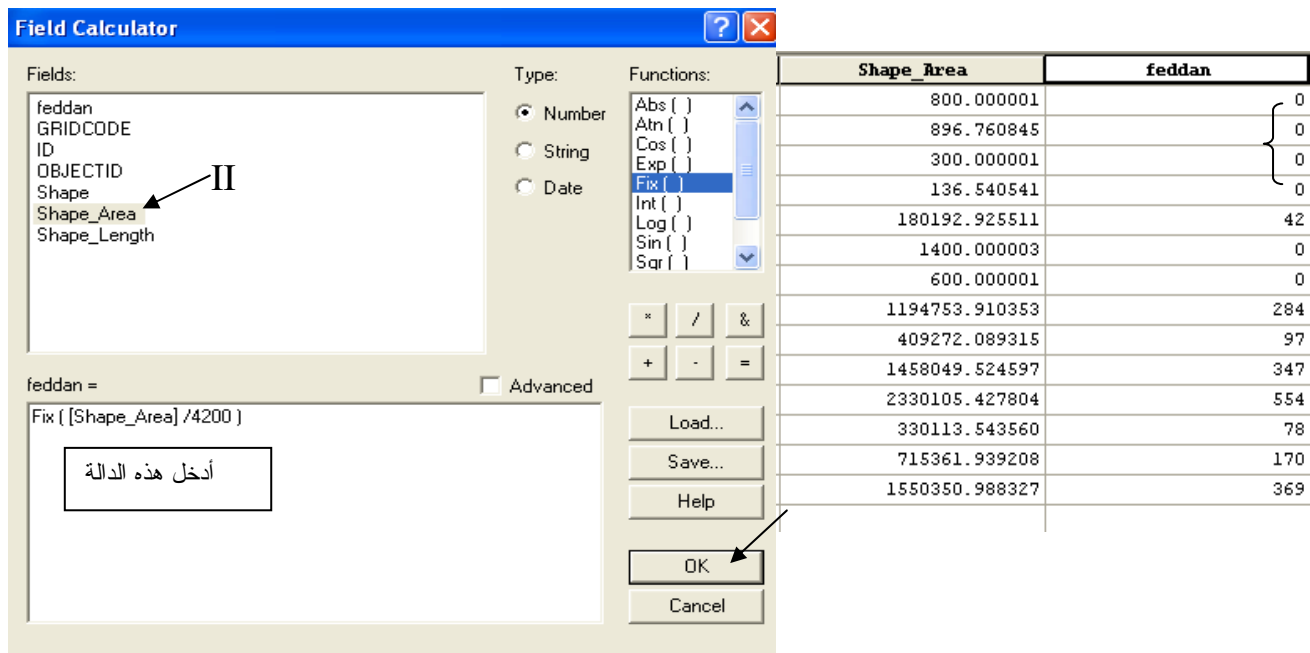 Field Calculator
Fields:
feddan
GRIDCODE
ID
OBJECTID
Shape
Shape_Area
Shape_Length
II
Type:
Number
String
Date
Functions:
Abs ( )
Atn ( )
Cos ( )
Exp ( )
Fix ( )
Int ( )
Log ( )
Sin ( )
Sqr ( )
* / &
+ - =
feddan =
Advanced
Fix ( [Shape_Area] /4200 )
أدخل هذه الدالة
Load...
Save...
Help
OK
Cancel
Shape_Area feddan
800.000001 0
896.760845 0
300.000001 0
136.540541 0
180192.925511 42
1400.000003 0
600.000001 0
1194753.910353 284
409272.089315 97
1458049.524597 347
2330105.427804 554
330113.543560 78
715361.939208 170
1550350.988327 369